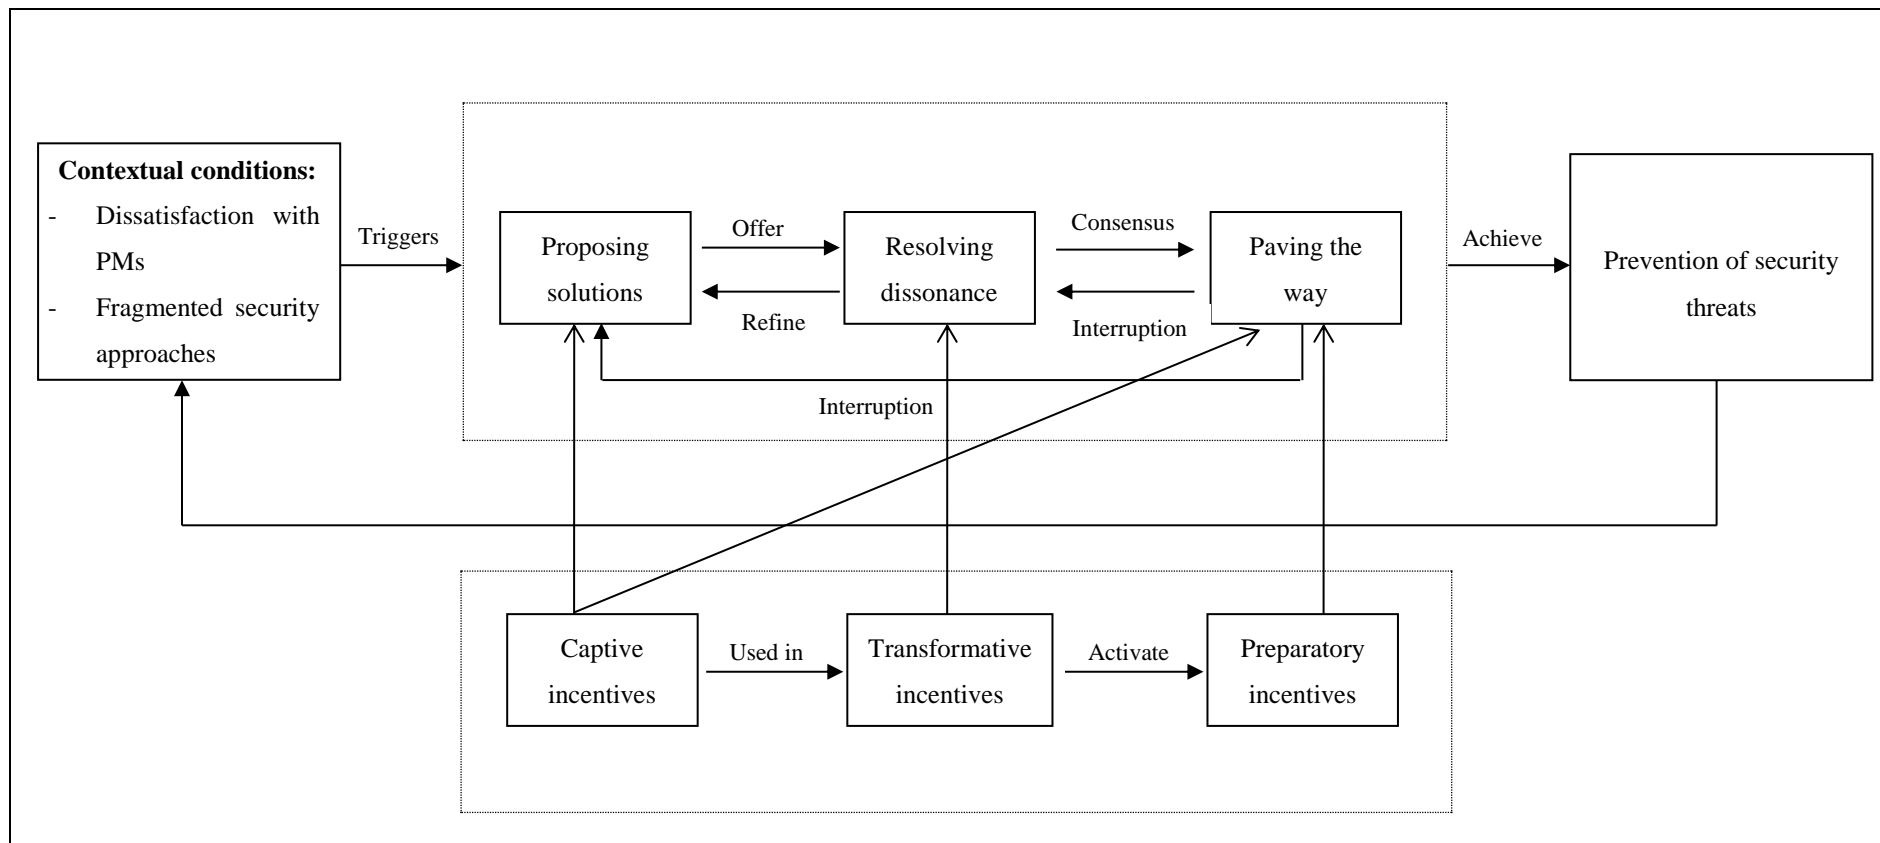 Contextual conditions:
- Dissatisfaction with
PMs
- Fragmented security
approaches
Triggers
Proposing
solutions
Offer
Refine
Resolving
dissonance
Consensus
Interruption
Paving the
way
Interruption
Achieve
Prevention of security
threats
Captive
incentives
Used in
Transformative
incentives
Activate
Preparatory
incentives